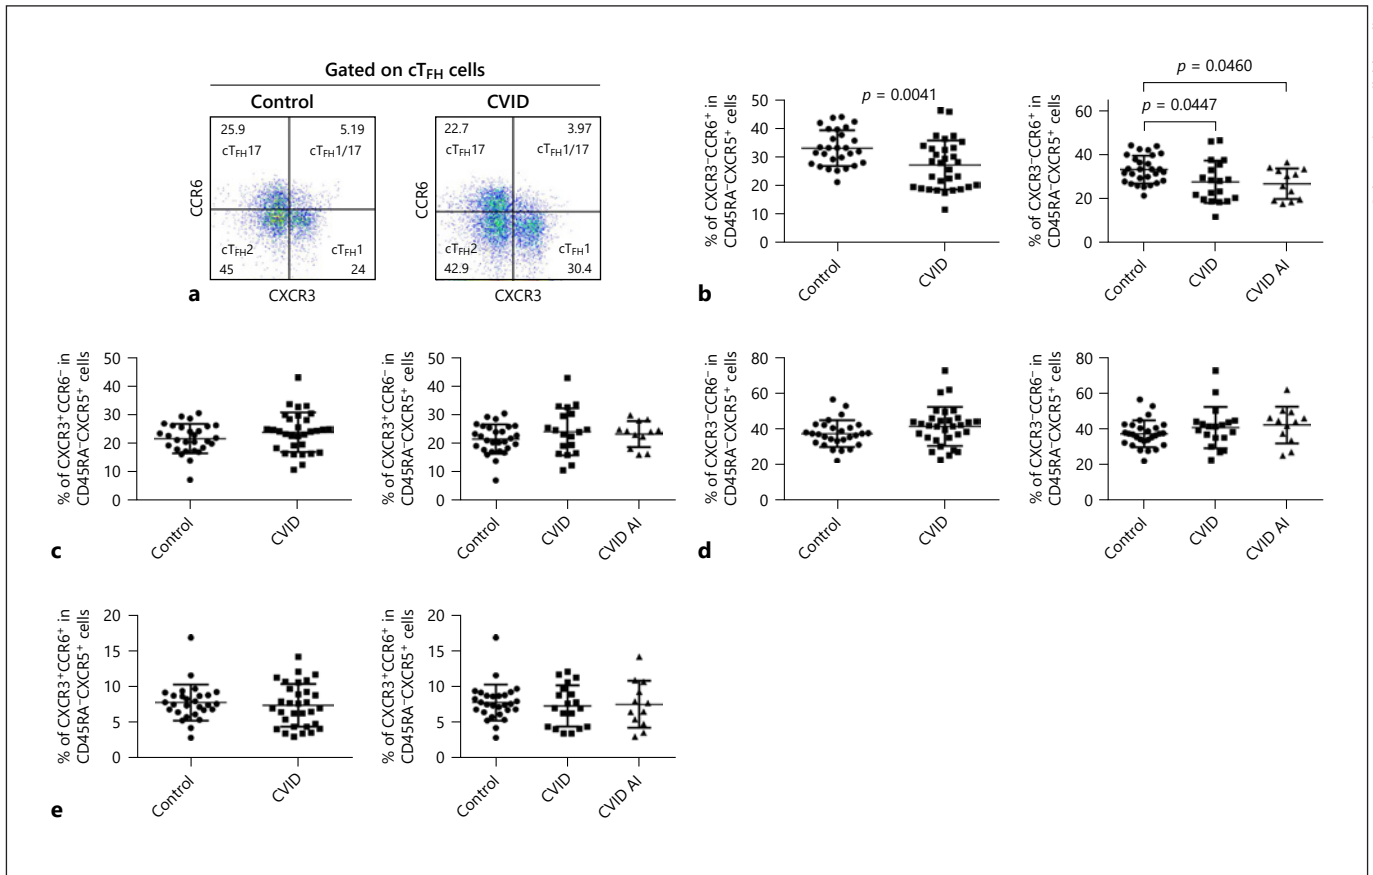 Gated on cTFH cells
Control
CVID
25.9
5.19
cTFH17
cTFH1/17
cTFH2
cTFH1
45
24
CCR6
CXCR3
22.7
3.97
cTFH17
cTFH1/17
cTFH2
cTFH1
42.9
30.4
CCR6
CXCR3
a
% of CXCR3⁻CCR6⁺ in
CD45RA⁻CXCR5⁺ cells
50
40
30
20
10
0
p = 0.0041
Control
CVID
% of CXCR3⁻CCR6⁺ in
CD45RA⁻CXCR5⁺ cells
60
40
20
0
p = 0.0460
p = 0.0447
Control
CVID
CVID AI
b
% of CXCR3⁺CCR6⁻ in
CD45RA⁻CXCR5⁺ cells
50
40
30
20
10
0
Control
CVID
% of CXCR3⁺CCR6⁻ in
CD45RA⁻CXCR5⁺ cells
50
40
30
20
10
0
Control
CVID
CVID AI
c
% of CXCR3⁻CCR6⁻ in
CD45RA⁻CXCR5⁺ cells
80
60
40
20
0
Control
CVID
% of CXCR3⁻CCR6⁻ in
CD45RA⁻CXCR5⁺ cells
80
60
40
20
0
Control
CVID
CVID AI
d
% of CXCR3⁺CCR6⁺ in
CD45RA⁻CXCR5⁺ cells
20
15
10
5
0
Control
CVID
% of CXCR3⁺CCR6⁺ in
CD45RA⁻CXCR5⁺ cells
20
15
10
5
0
Control
CVID
CVID AI
e